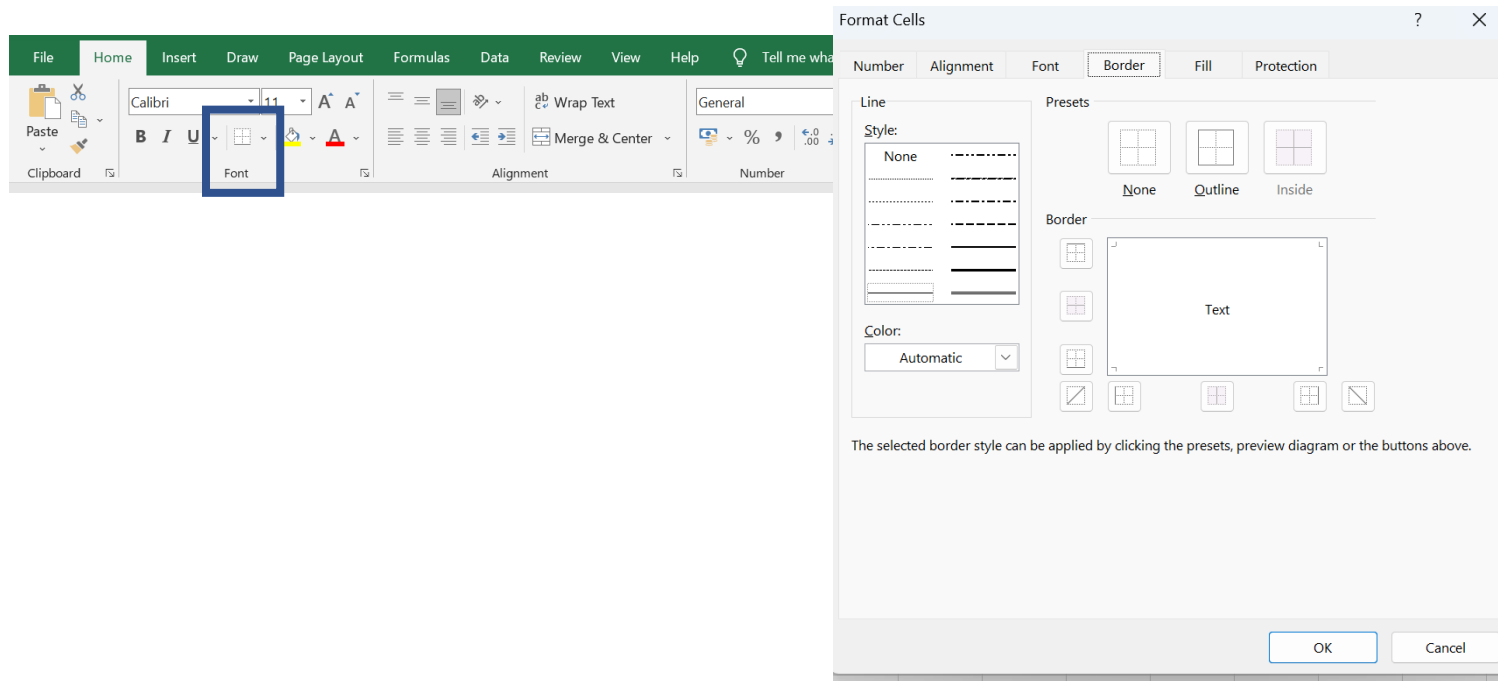 File Home Insert Draw Page Layout Formulas Data Review View Help Tell me wha
Calibri 11 ab Wrap Text General
Paste B I U A Merge & Center % .00
Clipboard Font Alignment Number
Format Cells ? 
Number Alignment Font Border Fill Protection
Line
Style:
None
Color:
Automatic
Presets
None Outline Inside
Border
Text
The selected border style can be applied by clicking the presets, preview diagram or the buttons above.
OK Cancel